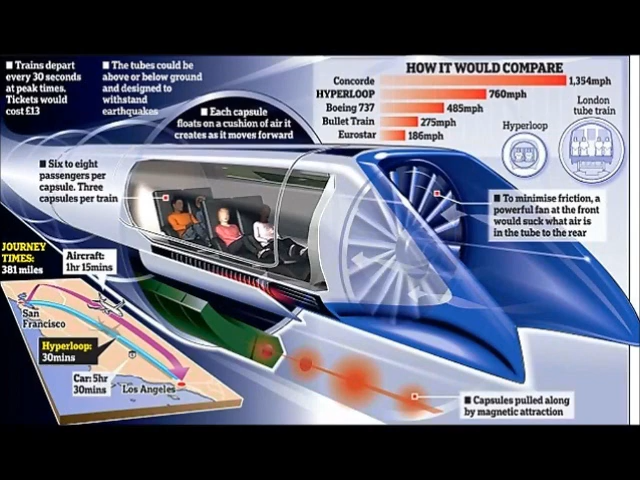 ■ Trains depart
every 30 seconds
at peak times.
Tickets would
cost £13
■ The tubes could be
above or below ground
and designed to
withstand
earthquakes
■ Each capsule
floats on a cushion of air it
creates as it moves forward
HOW IT WOULD COMPARE
Concorde 1,354mph
HYPERLOOP 760mph
Boeing 737 485mph
Bullet Train 275mph
Eurostar 186mph
Hyperloop
London
tube train
■ Six to eight
passengers per
capsule. Three
capsules per train
■ To minimise friction, a
powerful fan at the front
would suck what air is
in the tube to the rear
JOURNEY
TIMES:
381 miles
Aircraft:
1hr 15mins
San
Francisco
Hyperloop:
30mins
Car: 5hr
30mins
Los Angeles
■ Capsules pulled along
by magnetic attraction